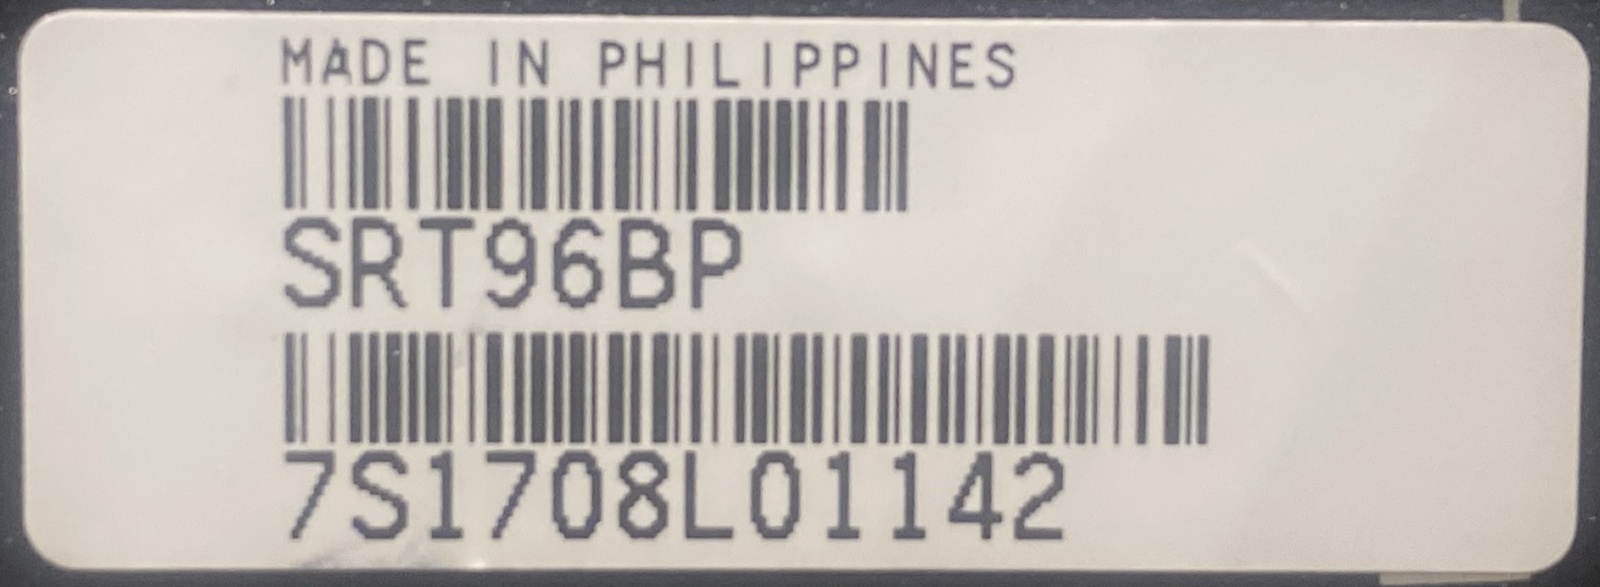 MADE IN PHILIPPINES
SRT96BP
7S1708L01142